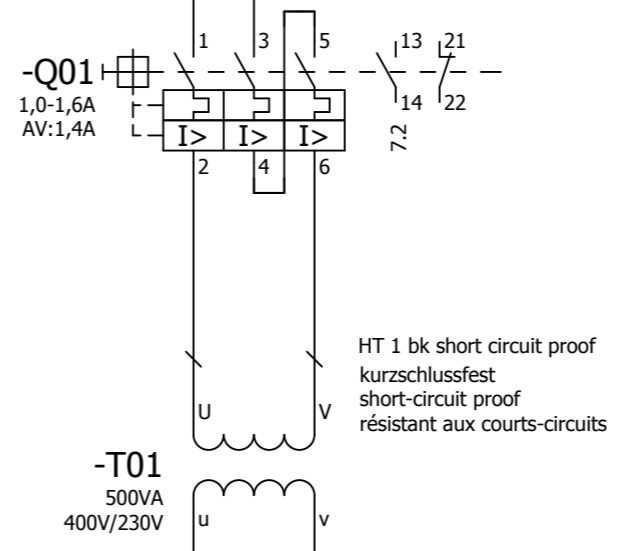 1 3 5 13 21
-Q01
1,0-1,6A
AV:1,4A
14 22
I> I> I>
7.2
2 4 6
HT 1 bk short circuit proof
kurzschlussfest
short-circuit proof
résistant aux courts-circuits
U V
-T01
500VA
400V/230V
u v